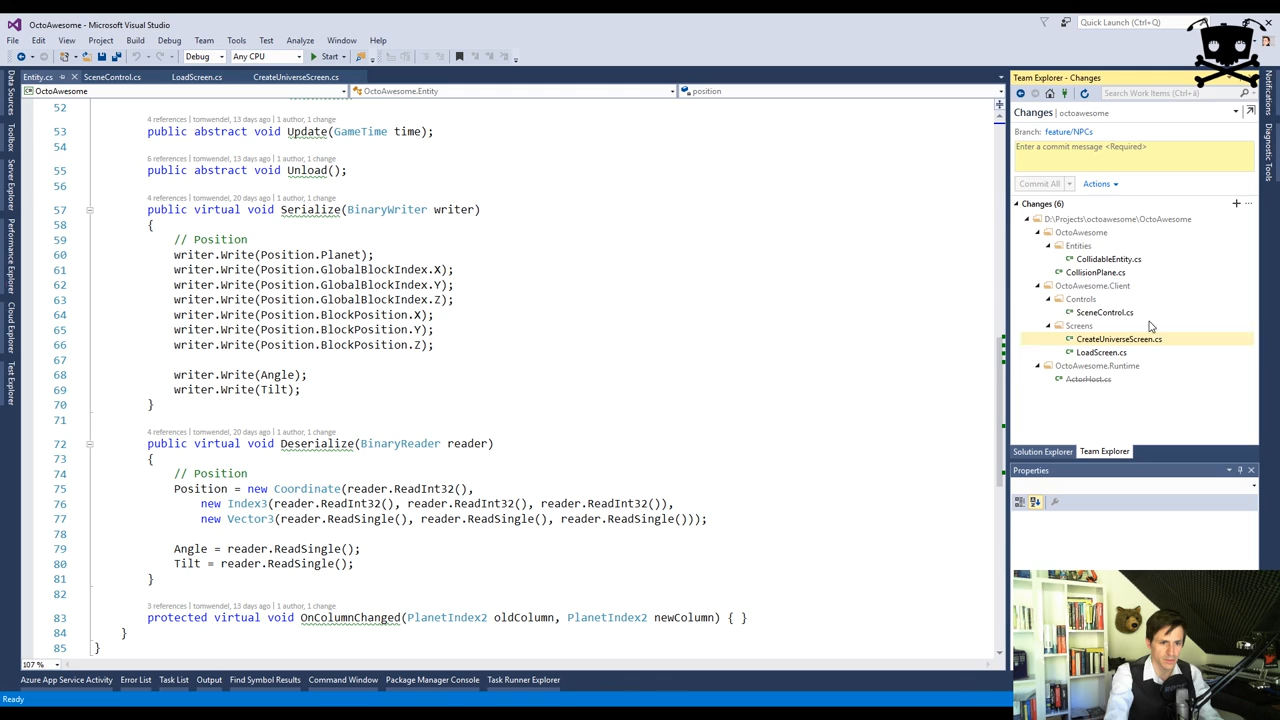 OctoAwesome - Microsoft Visual Studio
Quick Launch (Ctrl+Q)
File Edit View Project Build Debug Team Tools Test Analyze Window Help
Debug Any CPU Start
Entity.cs SceneControl.cs LoadScreen.cs CreateUniverseScreen.cs
OctoAwesome OctoAwesome.Entity position
52
4 references | tomwendel, 13 days ago | 1 author, 1 change
53 public abstract void Update(GameTime time);
54
6 references | tomwendel, 13 days ago | 1 author, 1 change
55 public abstract void Unload();
56
4 references | tomwendel, 20 days ago | 1 author, 1 change
57 public virtual void Serialize(BinaryWriter writer)
58 {
59 // Position
60 writer.Write(Position.Planet);
61 writer.Write(Position.GlobalBlockIndex.X);
62 writer.Write(Position.GlobalBlockIndex.Y);
63 writer.Write(Position.GlobalBlockIndex.Z);
64 writer.Write(Position.BlockPosition.X);
65 writer.Write(Position.BlockPosition.Y);
66 writer.Write(Position.BlockPosition.Z);
67
68 writer.Write(Angle);
69 writer.Write(Tilt);
70 }
71
4 references | tomwendel, 20 days ago | 1 author, 1 change
72 public virtual void Deserialize(BinaryReader reader)
73 {
74 // Position
75 Position = new Coordinate(reader.ReadInt32(),
76 new Index3(reader.ReadInt32(), reader.ReadInt32(), reader.ReadInt32()),
77 new Vector3(reader.ReadSingle(), reader.ReadSingle(), reader.ReadSingle()));
78
79 Angle = reader.ReadSingle();
80 Tilt = reader.ReadSingle();
81 }
82
3 references | tomwendel, 13 days ago | 1 author, 1 change
83 protected virtual void OnColumnChanged(PlanetIndex2 oldColumn, PlanetIndex2 newColumn) { }
84 }
85 }
107 %
Data Sources
Toolbox
Server Explorer
Performance Explorer
Cloud Explorer
Test Explorer
Team Explorer - Changes
Search Work Items (Ctrl+ä)
Changes | octoawesome
Branch: feature/NPCs
Enter a commit message <Required>
Commit All Actions
Changes (6)
D:\Projects\octoawesome\OctoAwesome
OctoAwesome
Entities
CollidableEntity.cs
CollisionPlane.cs
OctoAwesome.Client
Controls
SceneControl.cs
Screens
CreateUniverseScreen.cs
LoadScreen.cs
OctoAwesome.Runtime
ActorHost.cs
Solution Explorer Team Explorer
Properties
Notifications
Diagnostic Tools
Azure App Service Activity Error List Task List Output Find Symbol Results Command Window Package Manager Console Task Runner Explorer
Ready